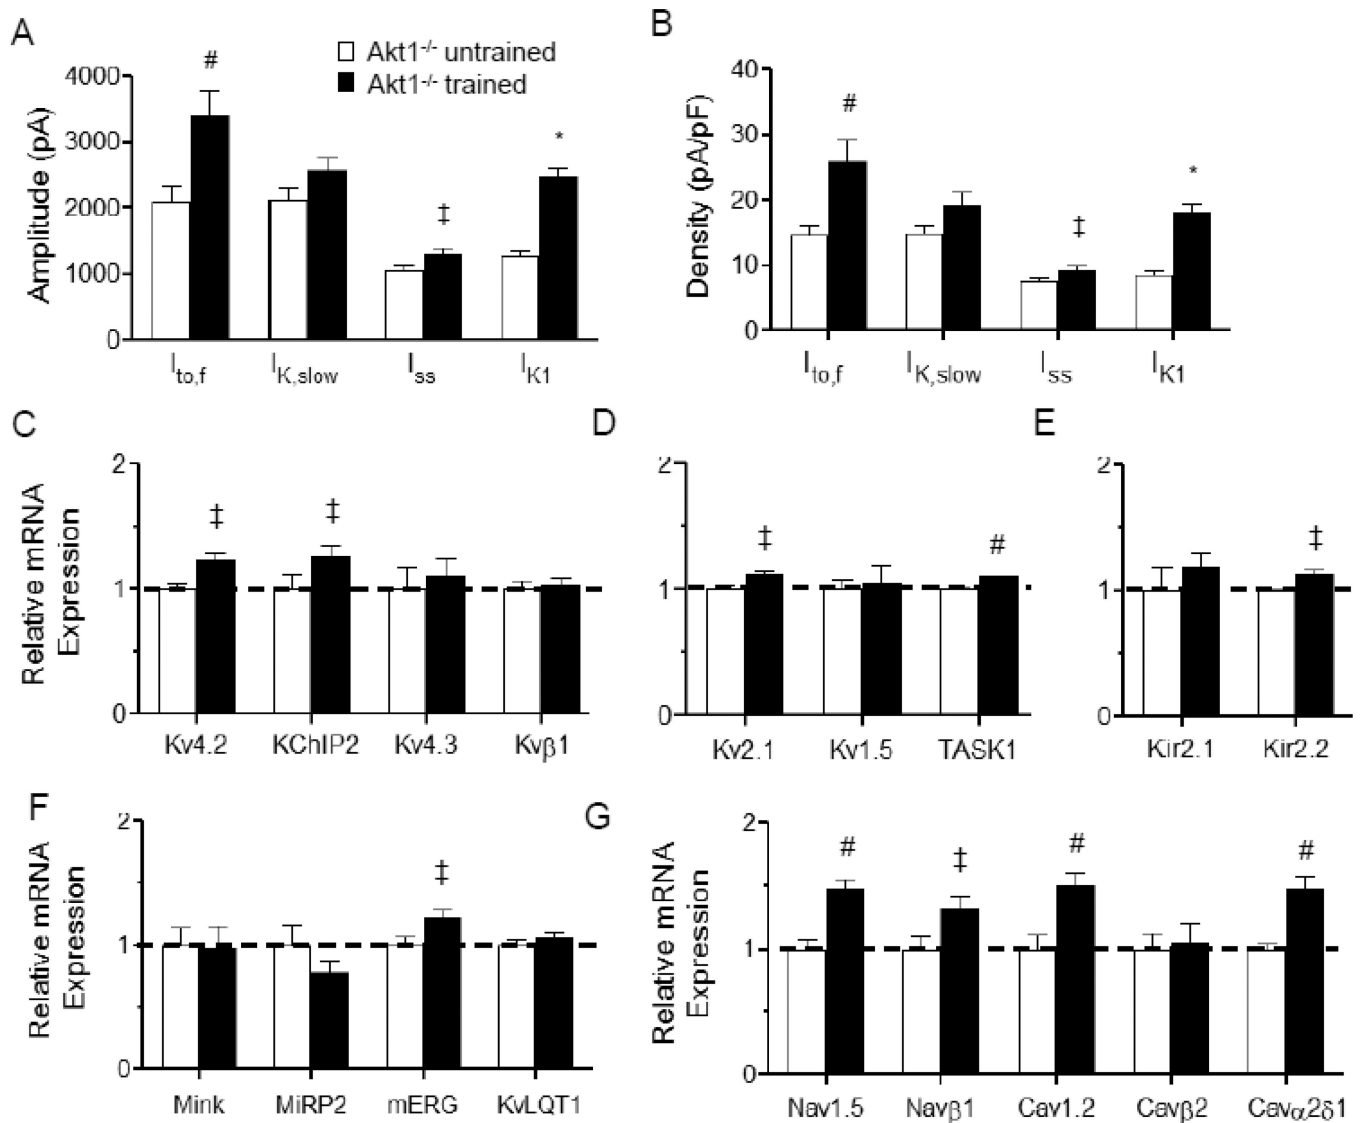 A
Akt1-/- untrained
Akt1-/- trained
Amplitude (pA)
4000
3000
2000
1000
0
#
‡
*
Ito,f
IK,slow
Iss
IK1
B
Density (pA/pF)
40
30
20
10
0
#
‡
*
Ito,f
IK,slow
Iss
IK1
C
Relative mRNA
Expression
2
1
0
‡
‡
Kv4.2
KChIP2
Kv4.3
Kvβ1
D
2
1
0
‡
#
Kv2.1
Kv1.5
TASK1
E
2
1
0
‡
Kir2.1
Kir2.2
F
Relative mRNA
Expression
2
1
0
‡
Mink
MiRP2
mERG
KvLQT1
G
Relative mRNA
Expression
2
1
0
#
‡
#
#
Nav1.5
Navβ1
Cav1.2
Cavβ2
Cavα2δ1